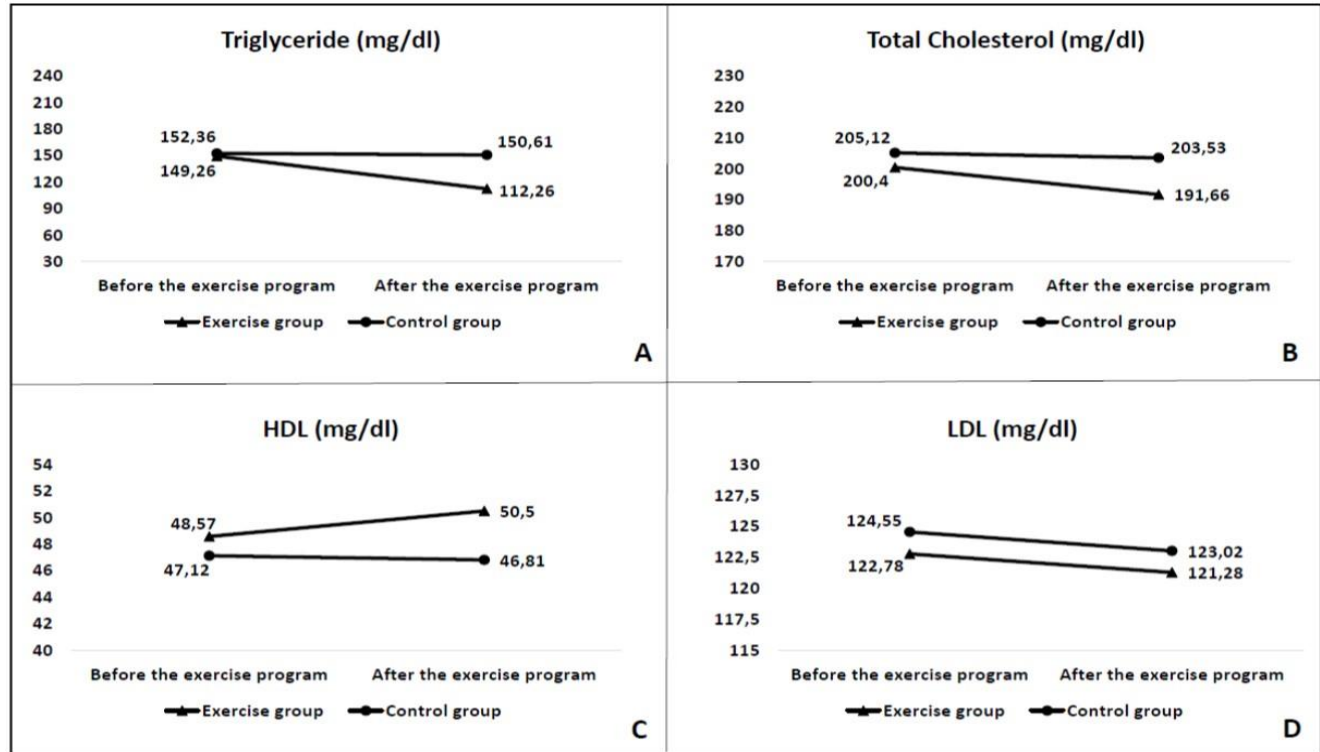 Triglyceride (mg/dl)
240
210
180
150
120
90
60
30
152,36
149,26
150,61
112,26
Before the exercise program After the exercise program
Exercise group Control group
A
Total Cholesterol (mg/dl)
230
220
210
200
190
180
170
205,12
200,4
203,53
191,66
Before the exercise program After the exercise program
Exercise group Control group
B
HDL (mg/dl)
54
52
50
48
46
44
42
40
48,57
47,12
50,5
46,81
Before the exercise program After the exercise program
Exercise group Control group
C
LDL (mg/dl)
130
127,5
125
122,5
120
117,5
115
124,55
122,78
123,02
121,28
Before the exercise program After the exercise program
Exercise group Control group
D